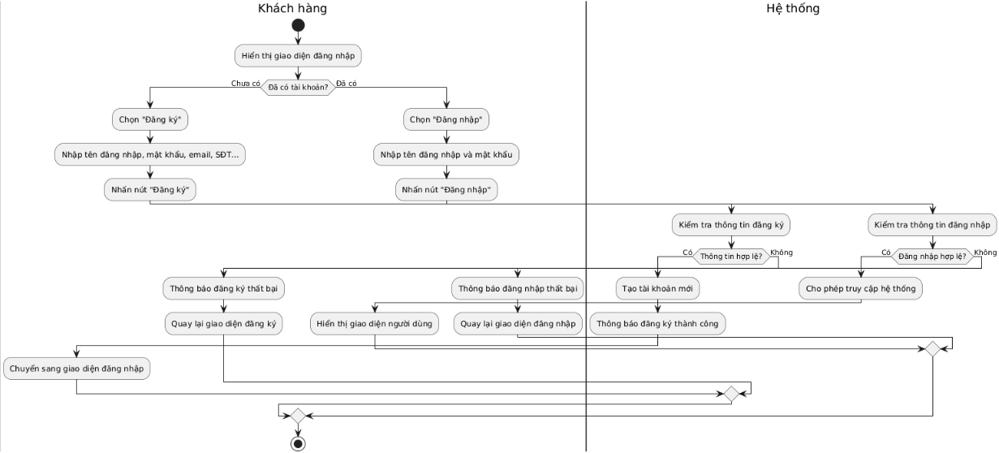 Khách hàng
Hệ thống
Hiển thị giao diện đăng nhập
Đã có tài khoản?
Chưa có
Đã có
Chọn "Đăng ký"
Chọn "Đăng nhập"
Nhập tên đăng nhập, mật khẩu, email, SĐT...
Nhập tên đăng nhập và mật khẩu
Nhấn nút "Đăng ký"
Nhấn nút "Đăng nhập"
Kiểm tra thông tin đăng ký
Kiểm tra thông tin đăng nhập
Có
Thông tin hợp lệ?
Không
Có
Đăng nhập hợp lệ?
Không
Thông báo đăng ký thất bại
Thông báo đăng nhập thất bại
Tạo tài khoản mới
Cho phép truy cập hệ thống
Quay lại giao diện đăng ký
Hiển thị giao diện người dùng
Quay lại giao diện đăng nhập
Thông báo đăng ký thành công
Chuyển sang giao diện đăng nhập